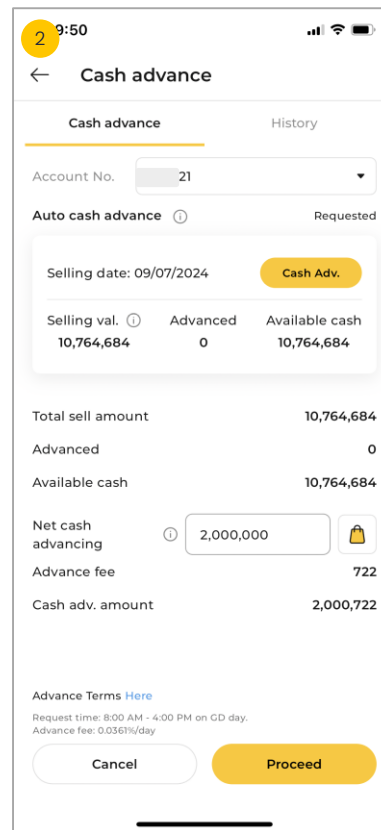 2
9:50
Cash advance
Cash advance History
Account No. 21
Auto cash advance Requested
Selling date: 09/07/2024 Cash Adv.
Selling val. Advanced Available cash
10,764,684 0 10,764,684
Total sell amount 10,764,684
Advanced 0
Available cash 10,764,684
Net cash
advancing 2,000,000
Advance fee 722
Cash adv. amount 2,000,722
Advance Terms Here
Request time: 8:00 AM - 4:00 PM on GD day.
Advance fee: 0.0361%/day
Cancel Proceed